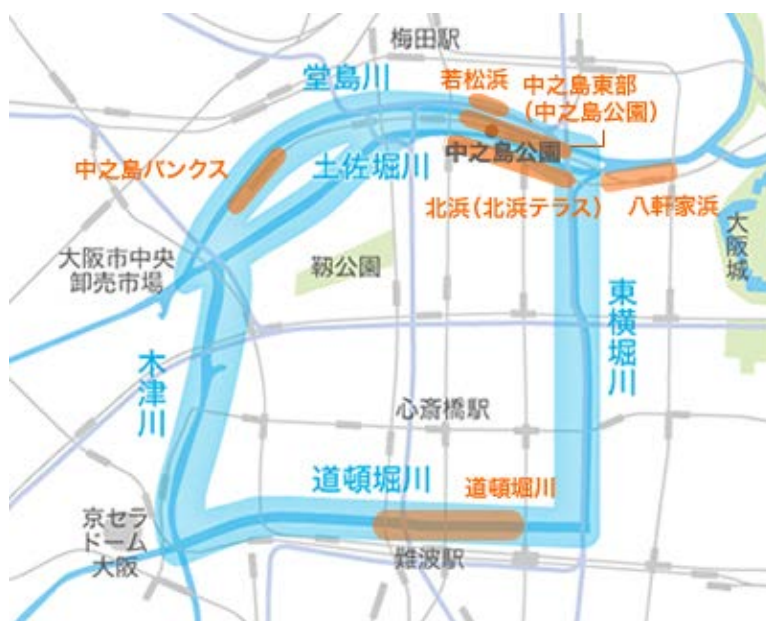 梅田駅
堂島川
若松浜
中之島東部
(中之島公園)
中之島バンクス
土佐堀川
中之島公園
北浜(北浜テラス)
八軒家浜
大阪城
大阪市中央
卸売市場
靱公園
東横堀川
木津川
心斎橋駅
道頓堀川
道頓堀川
京セラ
ドーム
大阪
難波駅